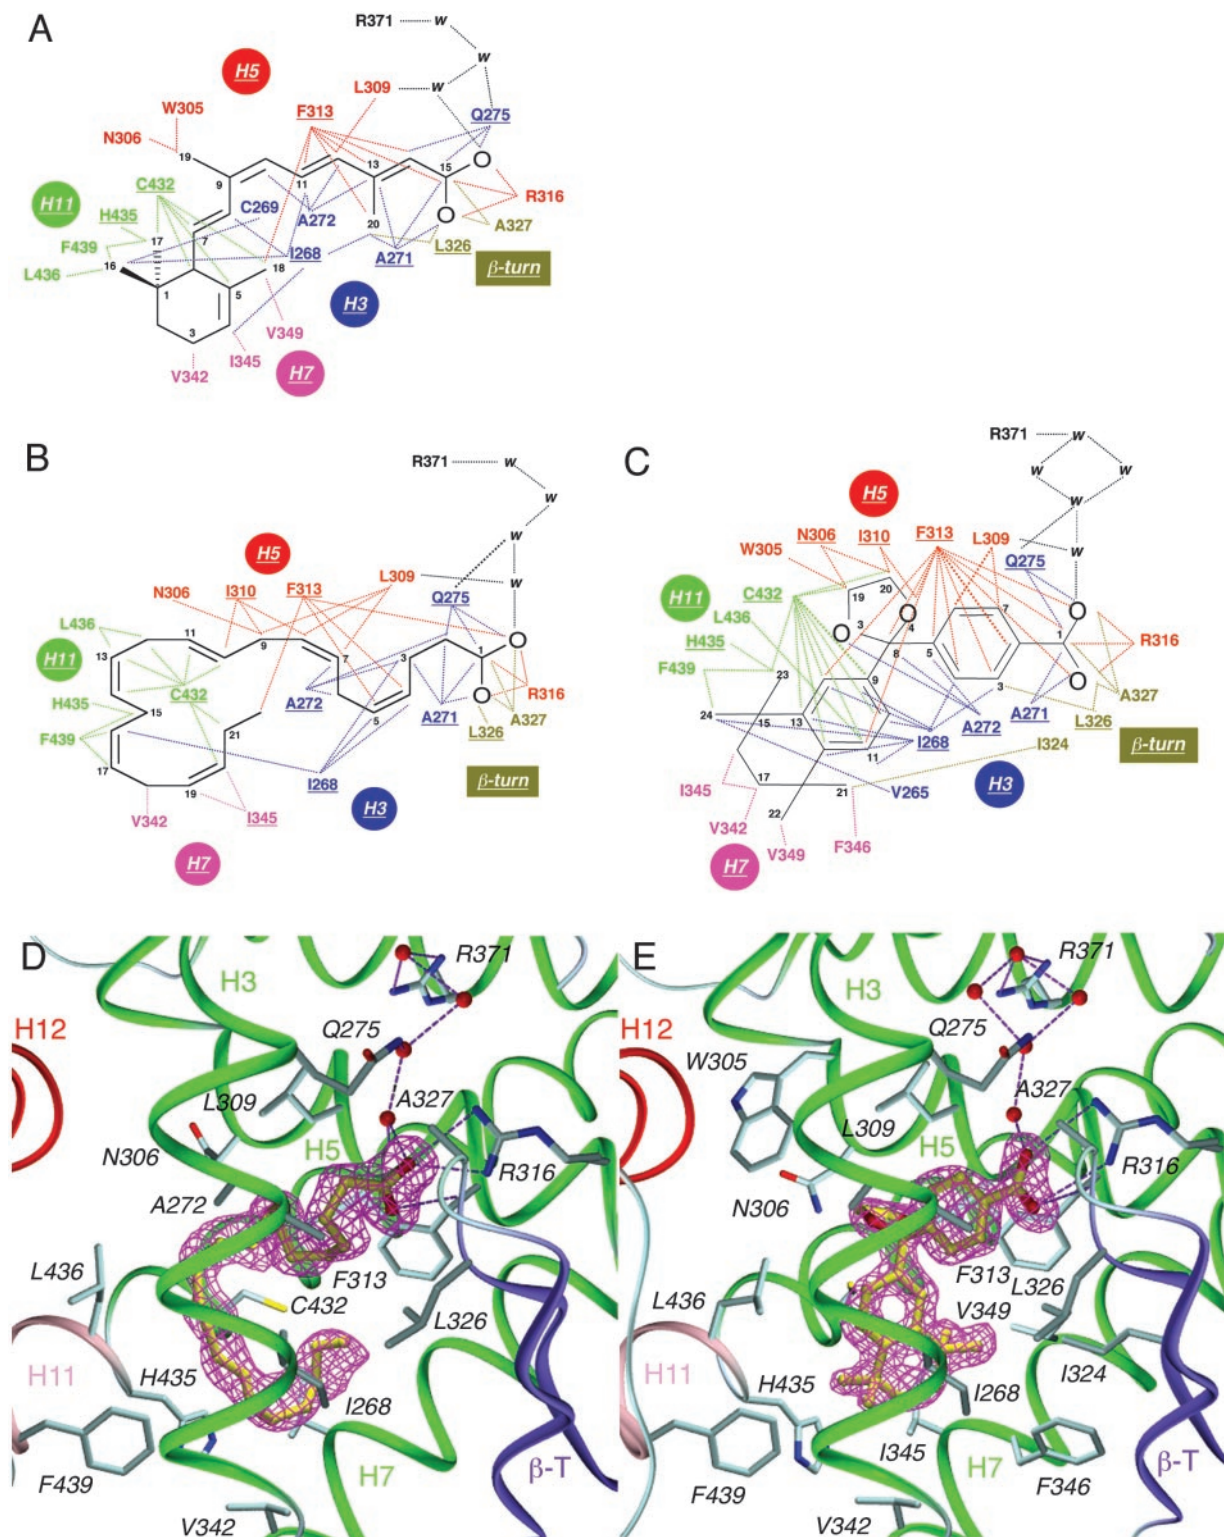 A
R371 w
H5
w
L309 w
W305
F313
Q275
N306
19
13
15
O
9
11
C432
R316
H11
C269
A272
O
A327
H435
20
17
7
L326
F439
I268
β-turn
16
18
A271
L436
1
5
H3
V349
3
I345
V342
H7
B
R371 w
w
w
H5
L309
w
N306
I310
F313
Q275
L436
11
9
O
H11
13
7
3
1
C432
A272
R316
H435
O
15
5
A271
A327
F439
21
L326
17
I268
β-turn
19
H3
V342
I345
H7
C
R371 w
w
w
H5
w
N306
I310
F313
L309
w
W305
Q275
20
H11
C432
19
O
7
O
L436
O
3
4
1
R316
H435
8
5
F439
23
9
3
O
A327
A271
24
15
13
A272
L326
I268
I324
β-turn
11
I345
17
21
V265
H3
22
V342
V349
F346
H7
D
R371
H3
Q275
H12
A327
L309
H5
N306
R316
A272
F313
L436
C432
L326
H11
H435
I268
β-T
F439
H7
V342
E
R371
H3
Q275
H12
W305
A327
L309
H5
R316
N306
F313
L326
L436
V349
I324
H11
H435
I268
I345
H7
β-T
F439
F346
V342